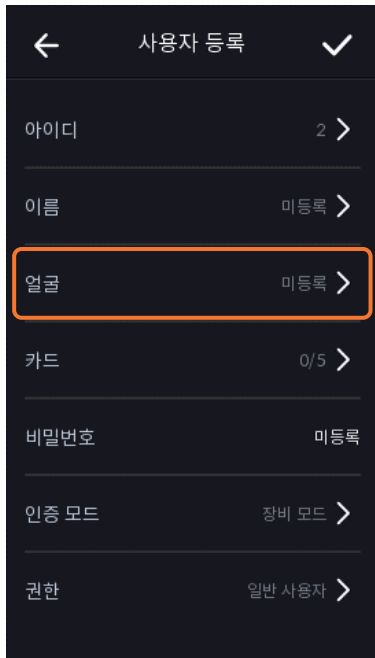 사용자 등록
아이디 2
이름 미등록
얼굴 미등록
카드 0/5
비밀번호 미등록
인증 모드 장비 모드
권한 일반 사용자